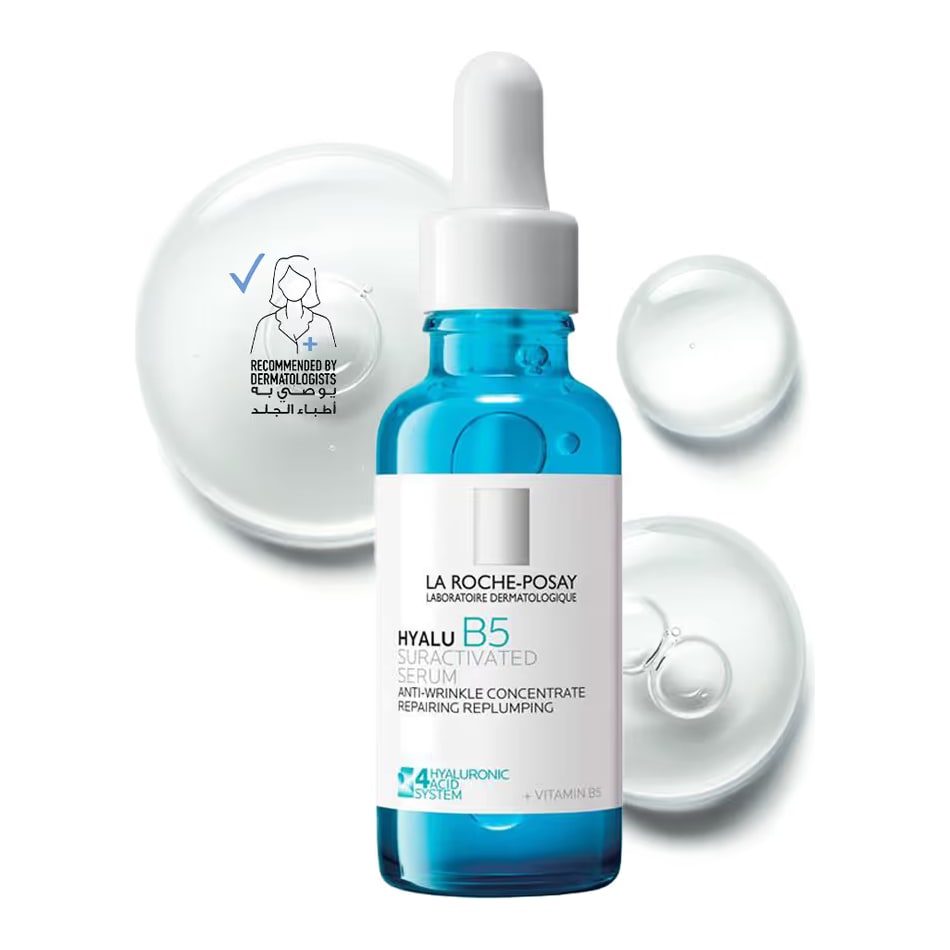 RECOMMENDED BY
DERMATOLOGISTS
يوصي به
أطباء الجلد
LA ROCHE-POSAY
LABORATOIRE DERMATOLOGIQUE
HYALU B5
SURACTIVATED
SERUM
ANTI-WRINKLE CONCENTRATE
REPAIRING REPLUMPING
4 HYALURONIC
ACID
SYSTEM
+ VITAMIN B5